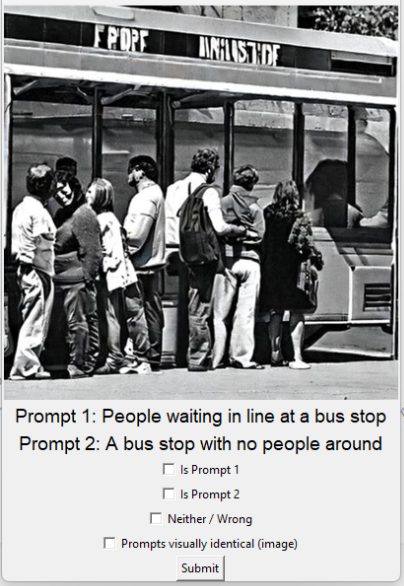 Prompt 1: People waiting in line at a bus stop
Prompt 2: A bus stop with no people around
Is Prompt 1
Is Prompt 2
Neither / Wrong
Prompts visually identical (image)
Submit